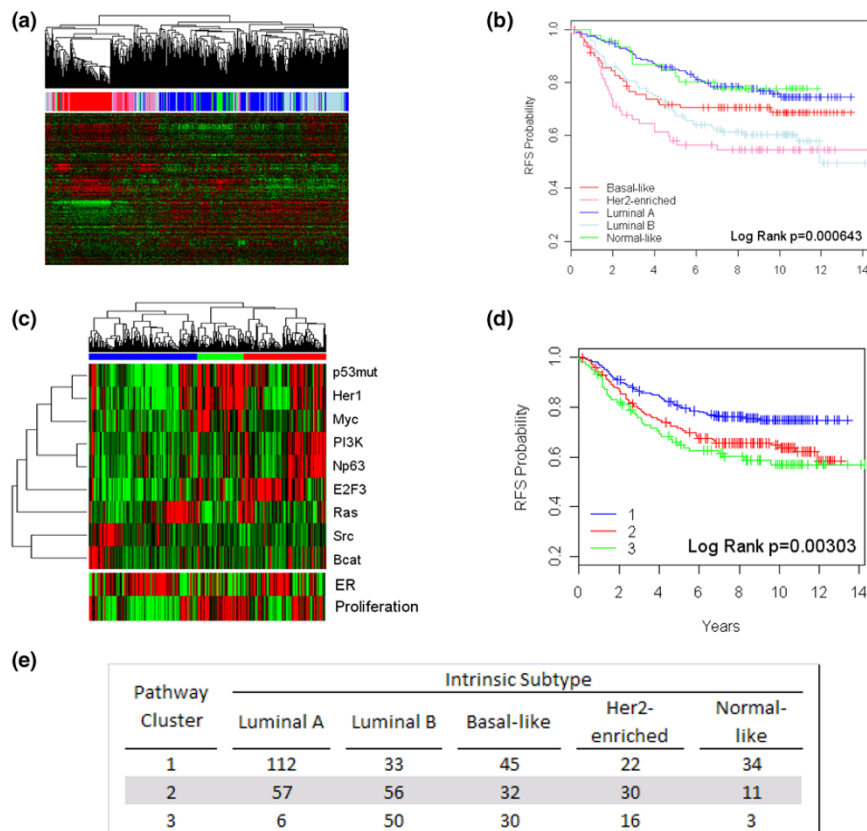 (a)
(b)
1.0
0.8
0.6
0.4
0.2
RFS Probability
Basal-like
Her2-enriched
Luminal A
Luminal B
Normal-like
Log Rank p=0.000643
0 2 4 6 8 10 12 14
(c)
p53mut
Her1
Myc
PI3K
Np63
E2F3
Ras
Src
Bcat
ER
Proliferation
(d)
1.0
0.8
0.6
0.4
0.2
RFS Probability
1
2
3
Log Rank p=0.00303
0 2 4 6 8 10 12 14
Years
(e)
Pathway Cluster
Intrinsic Subtype
Luminal A Luminal B Basal-like Her2-enriched Normal-like
1 112 33 45 22 34
2 57 56 32 30 11
3 6 50 30 16 3